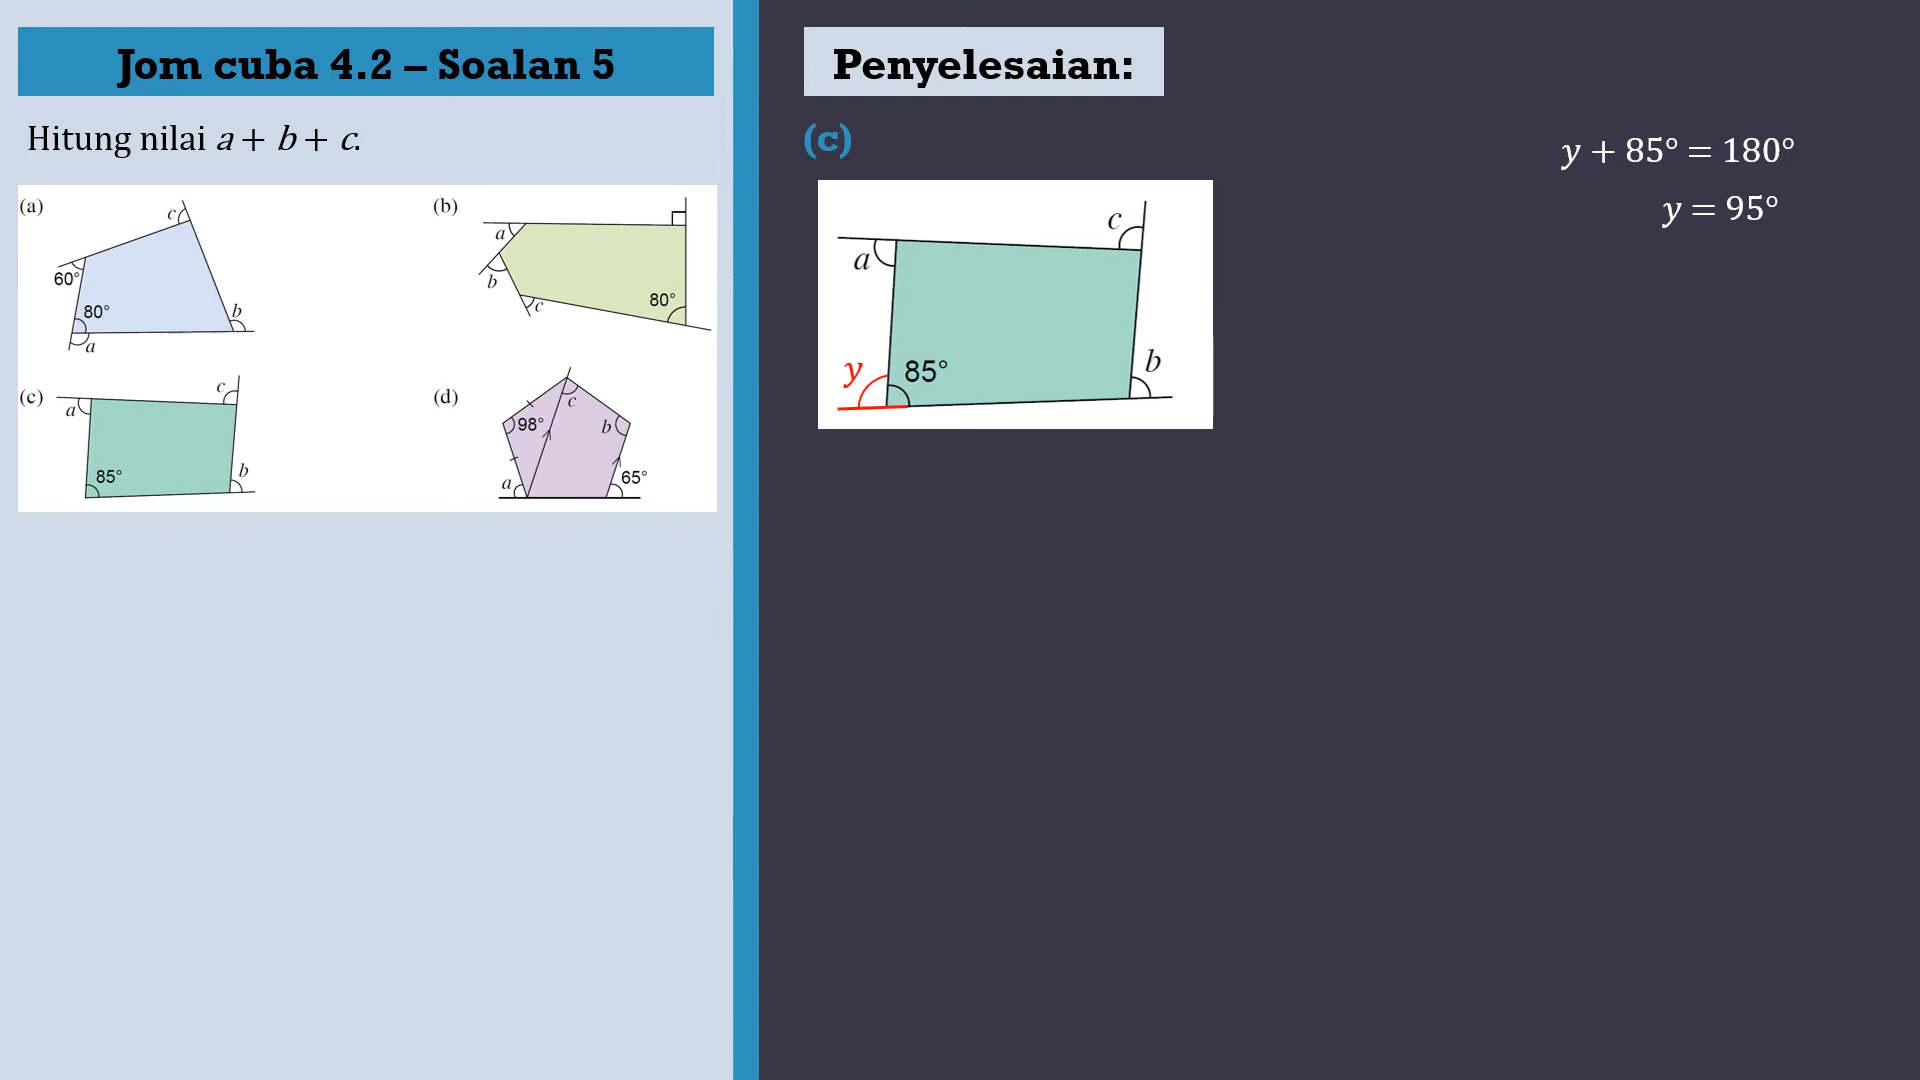 Jom cuba 4.2 – Soalan 5
Hitung nilai a + b + c.
(a)
c
60°
80°
b
a
(b)
a
b
c
80°
(c)
c
a
85°
b
(d)
c
98°
b
a
65°
Penyelesaian:
(c)
c
a
y
85°
b
y + 85° = 180°
y = 95°